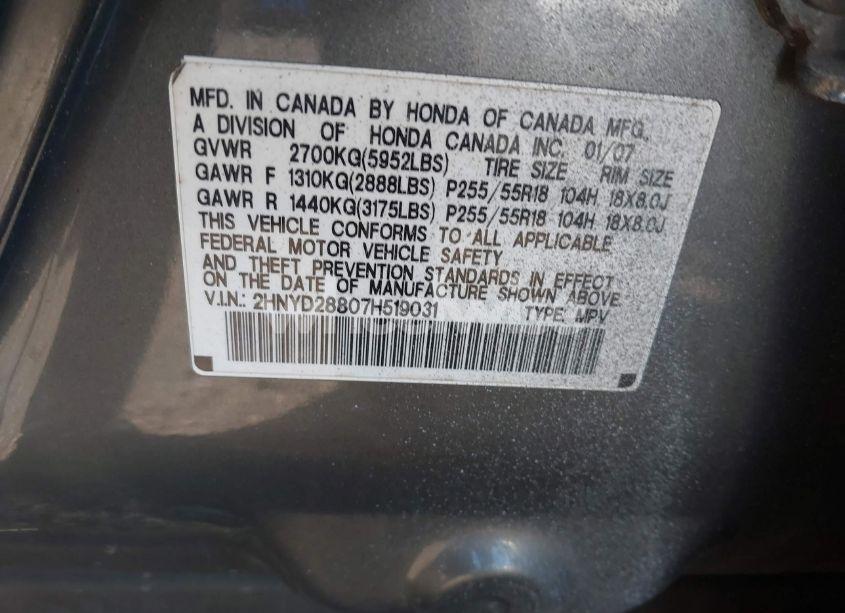 MFD. IN CANADA BY HONDA OF CANADA MFG.
A DIVISION OF HONDA CANADA INC. 01/07
GVWR 2700KG(5952LBS) TIRE SIZE RIM SIZE
GAWR F 1310KG(2888LBS) P255/55R18 104H 18X8.0J
GAWR R 1440KG(3175LBS) P255/55R18 104H 18X8.0J
THIS VEHICLE CONFORMS TO ALL APPLICABLE
FEDERAL MOTOR VEHICLE SAFETY
AND THEFT PREVENTION STANDARDS IN EFFECT
ON THE DATE OF MANUFACTURE SHOWN ABOVE.
V.I.N.: 2HNYD28807H519031 TYPE: MPV